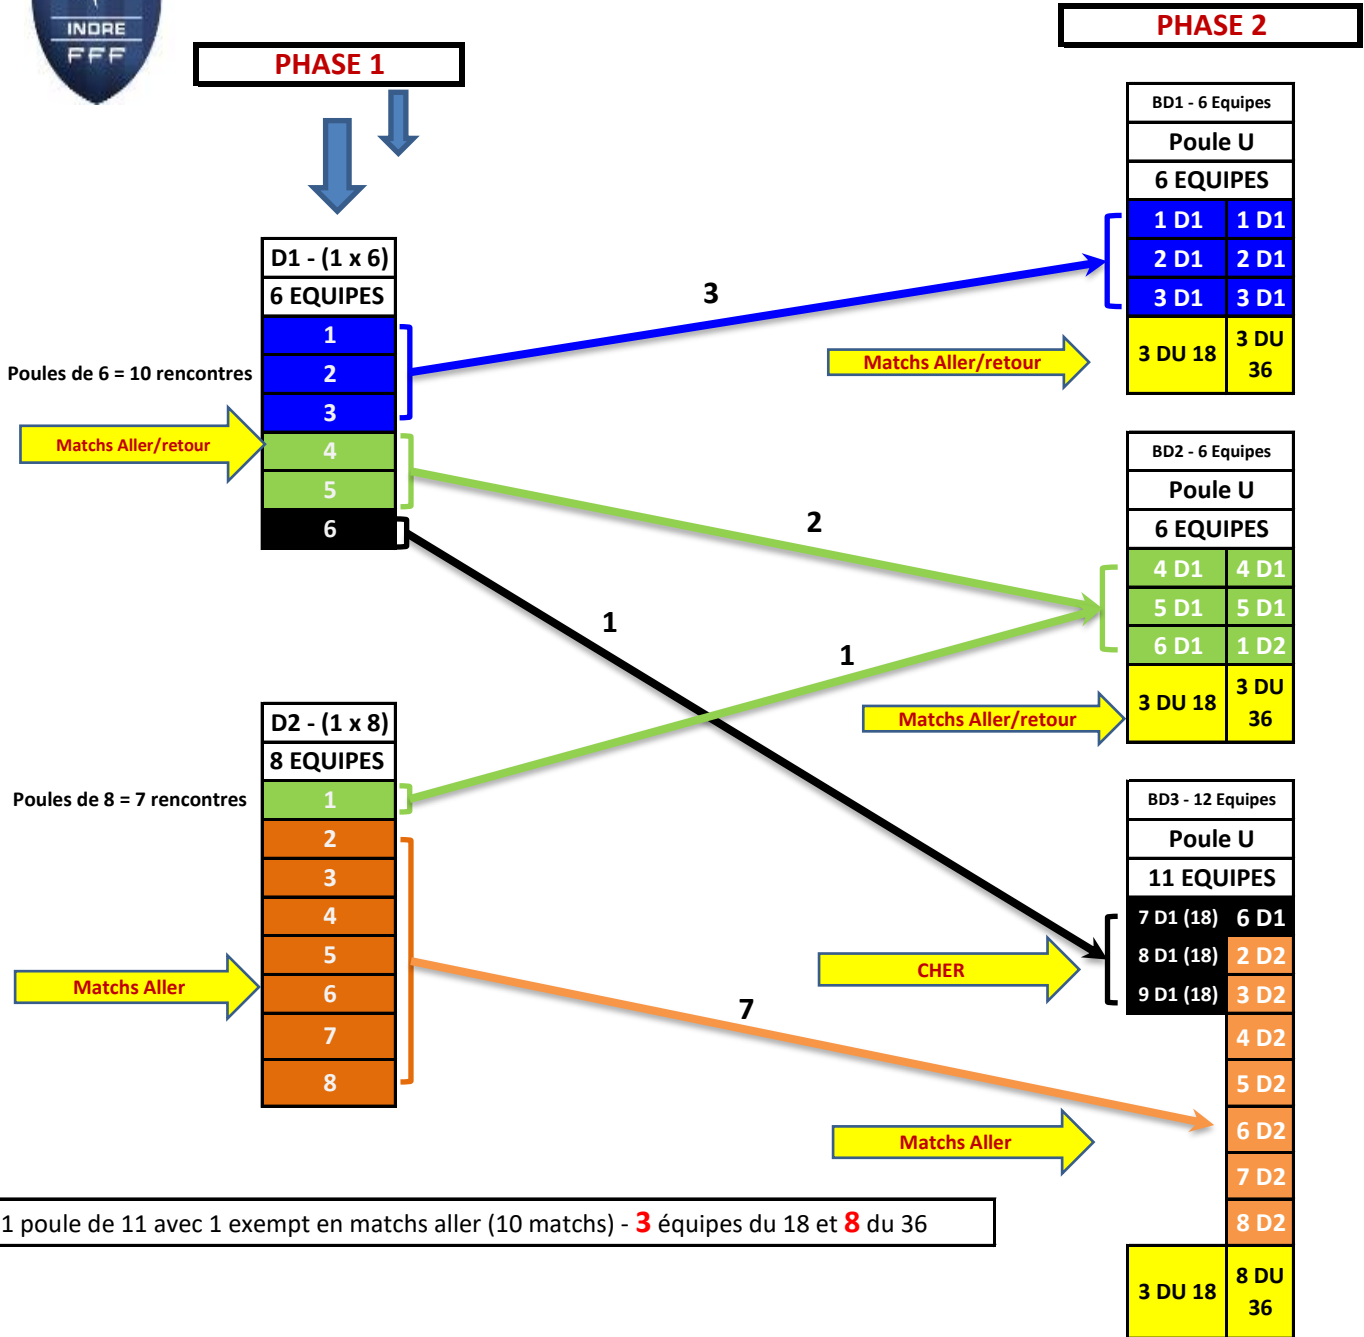 INDRE
FFF
PHASE 1
PHASE 2
D1 - (1 x 6)
6 EQUIPES
1
2
3
4
5
6
Poules de 6 = 10 rencontres
Matchs Aller/retour
D2 - (1 x 8)
8 EQUIPES
1
2
3
4
5
6
7
8
Poules de 8 = 7 rencontres
Matchs Aller
3
2
1
1
7
Matchs Aller/retour
Matchs Aller/retour
CHER
Matchs Aller
BD1 - 6 Equipes
Poule U
6 EQUIPES
1 D1 1 D1
2 D1 2 D1
3 D1 3 D1
3 DU 18 3 DU 36
BD2 - 6 Equipes
Poule U
6 EQUIPES
4 D1 4 D1
5 D1 5 D1
6 D1 1 D2
3 DU 18 3 DU 36
BD3 - 12 Equipes
Poule U
11 EQUIPES
7 D1 (18) 6 D1
8 D1 (18) 2 D2
9 D1 (18) 3 D2
4 D2
5 D2
6 D2
7 D2
8 D2
3 DU 18 8 DU 36
1 poule de 11 avec 1 exempt en matchs aller (10 matchs) - 3 équipes du 18 et 8 du 36